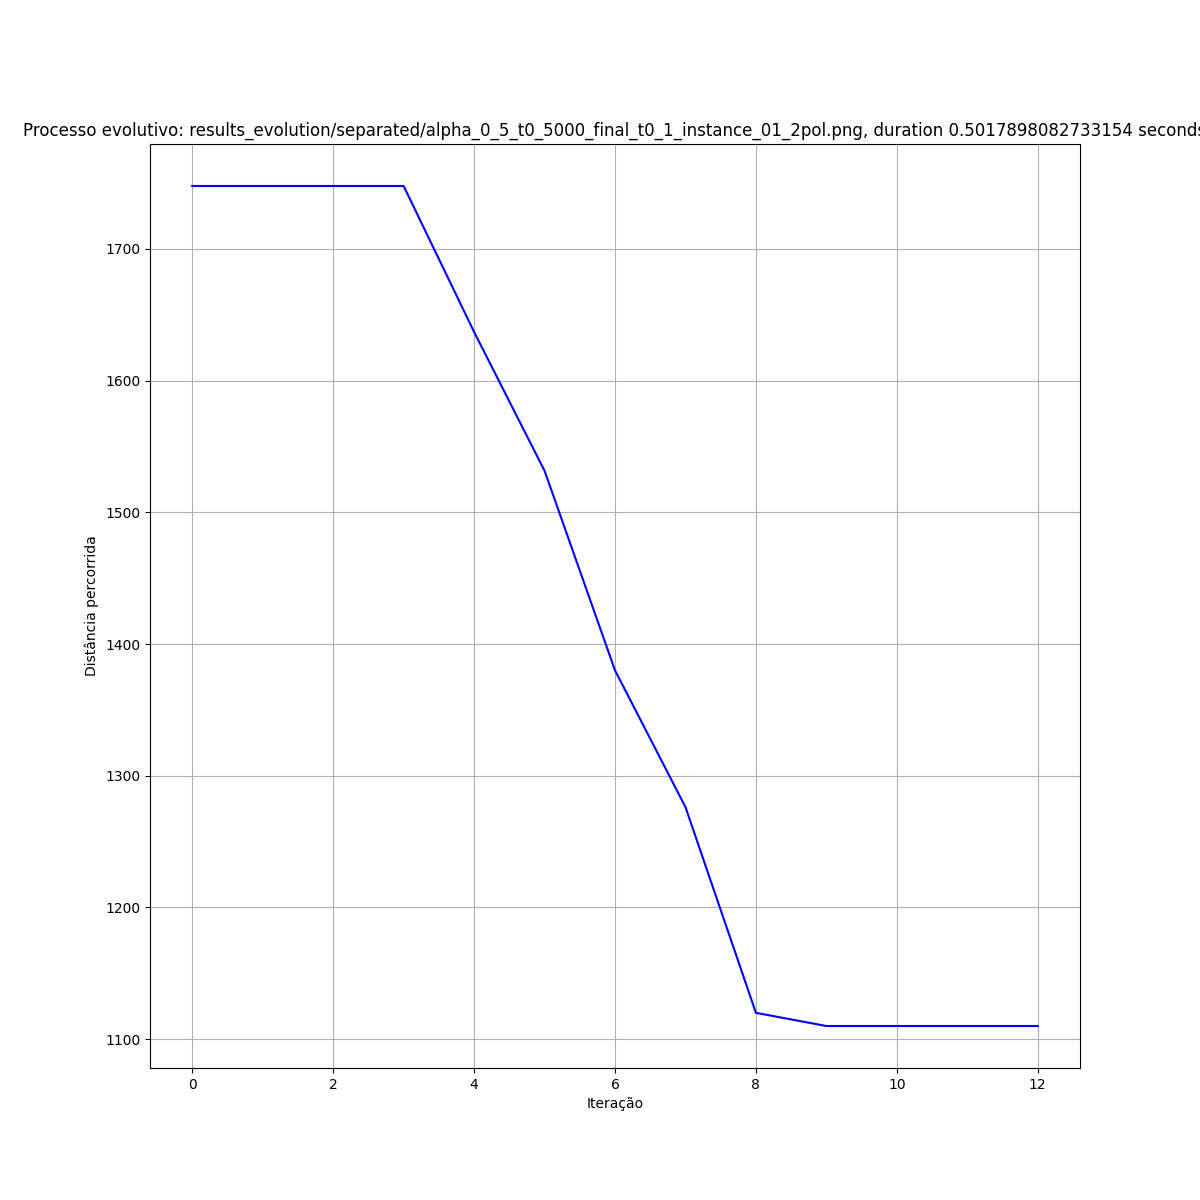 Processo evolutivo: results_evolution/separated/alpha_0_5_t0_5000_final_t0_1_instance_01_2pol.png, duration 0.5017898082733154 seconds
1700
1600
1500
1400
1300
1200
1100
Distância percorrida
0 2 4 6 8 10 12
Iteração